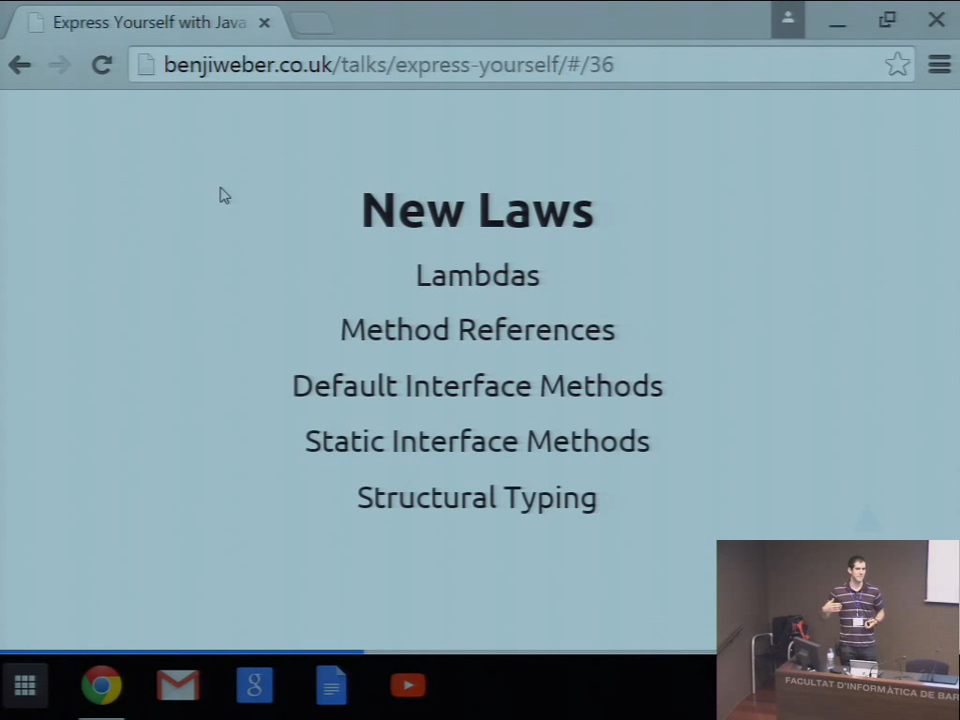 Express Yourself with Java
benjiweber.co.uk/talks/express-yourself/#/36
New Laws
Lambdas
Method References
Default Interface Methods
Static Interface Methods
Structural Typing
FACULTAT D'INFORMÀTICA DE BAR